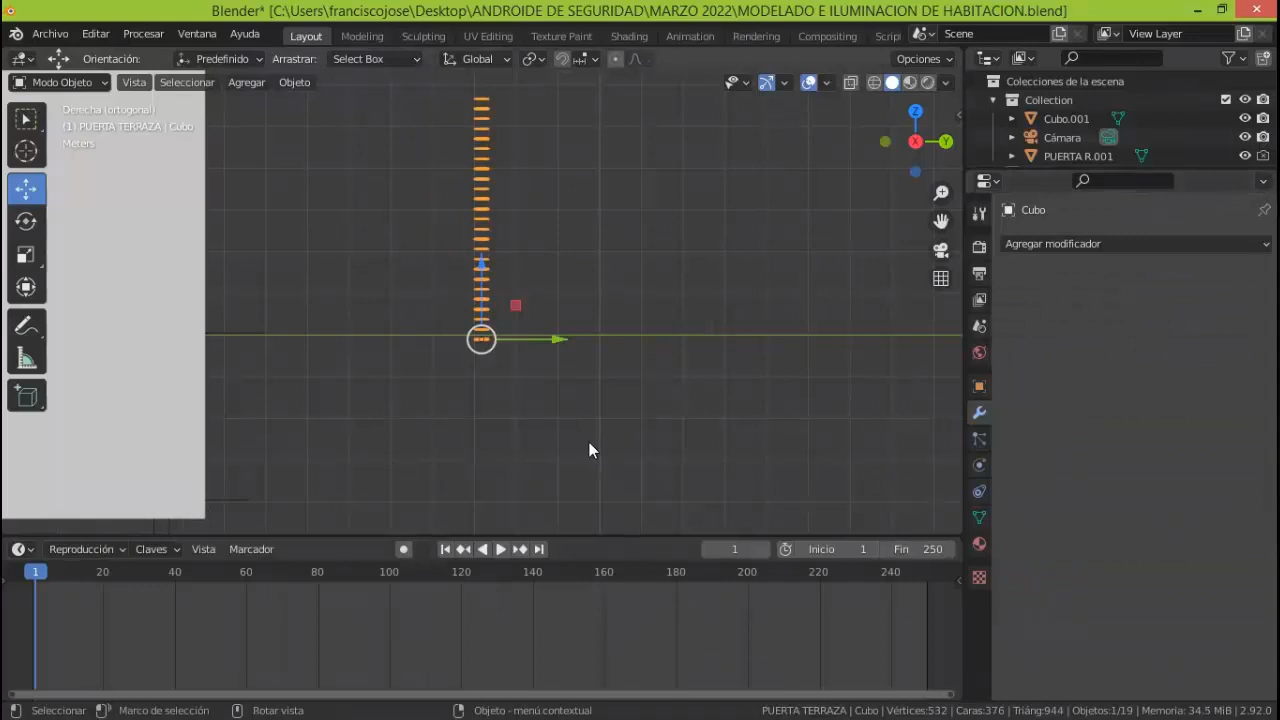 Blender* [C:\Users\franciscojose\Desktop\ANDROIDE DE SEGURIDAD\MARZO 2022\MODELADO E ILUMINACION DE HABITACION.blend]
Archivo Editar Procesar Ventana Ayuda Layout Modeling Sculpting UV Editing Texture Paint Shading Animation Rendering Compositing Scrip Scene View Layer
Orientación: Predefinido Arrastrar: Select Box Global Opciones
Modo Objeto Vista Seleccionar Agregar Objeto
Derecha (ortogonal)
(1) PUERTA TERRAZA | Cubo
Meters
Z
X Y
Colecciones de la escena
Collection
Cubo.001
Cámara
PUERTA R.001
Cubo
Agregar modificador
Reproducción Claves Vista Marcador 1 Inicio 1 Fin 250
1 20 40 60 80 100 120 140 160 180 200 220 240
Seleccionar Marco de selección Rotar vista Objeto - menú contextual PUERTA TERRAZA | Cubo | Vértices:532 | Caras:376 | Triáng:944 | Objetos:1/19 | Memoria: 34.5 MiB | 2.92.0